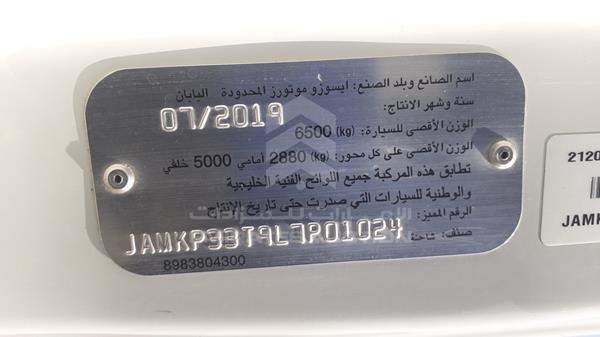 اسم الصانع وبلد الصنع: ايسوزو موتورز المحدودة اليابان
سنة وشهر الانتاج: 07/2019
الوزن الأقصى للسيارة: 6500 (kg)
الوزن الأقصى على كل محور: 2880 (kg) أمامي 5000 خلفي
تطابق هذه المركبة جميع اللوائح الفنية الخليجية
والوطنية للسيارات التي صدرت حتى تاريخ الانتاج
الرقم المميز:
JAMKP33T9L7P01024
صنف: شاحنة
8983804300
2120
JAMK